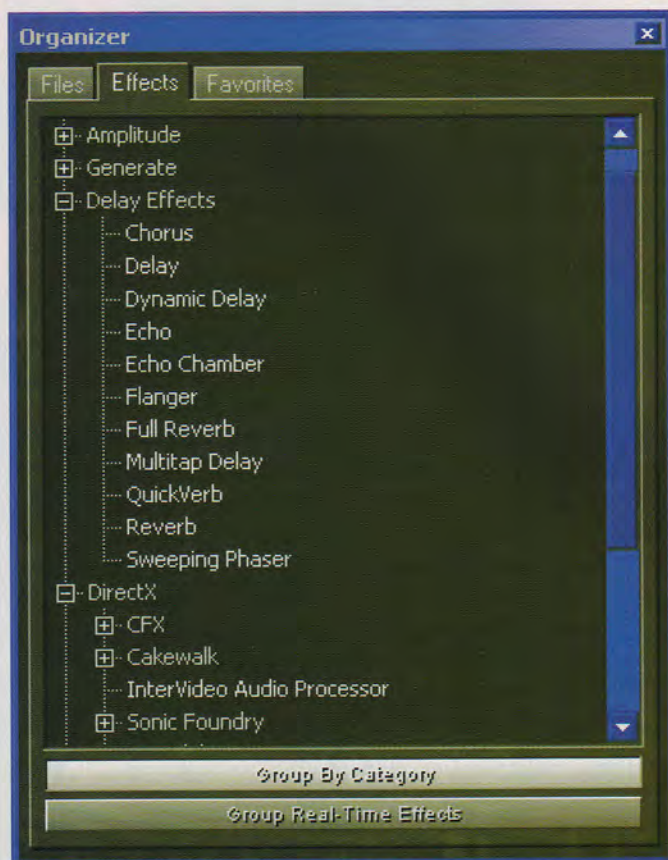 Organizer
Files Effects Favorites
Amplitude
Generate
Delay Effects
Chorus
Delay
Dynamic Delay
Echo
Echo Chamber
Flanger
Full Reverb
Multitap Delay
QuickVerb
Reverb
Sweeping Phaser
DirectX
CFX
Cakewalk
InterVideo Audio Processor
Sonic Foundry
Group By Category
Group Real-Time Effects